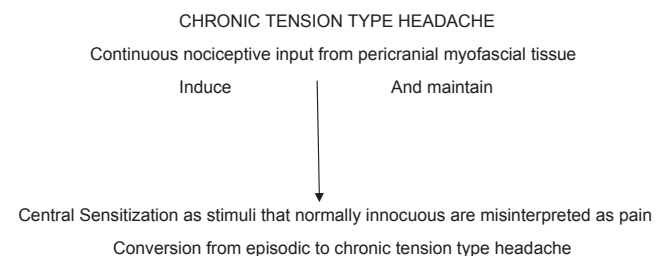 CHRONIC TENSION TYPE HEADACHE
Continuous nociceptive input from pericranial myofascial tissue
Induce And maintain
Central Sensitization as stimuli that normally innocuous are misinterpreted as pain
Conversion from episodic to chronic tension type headache